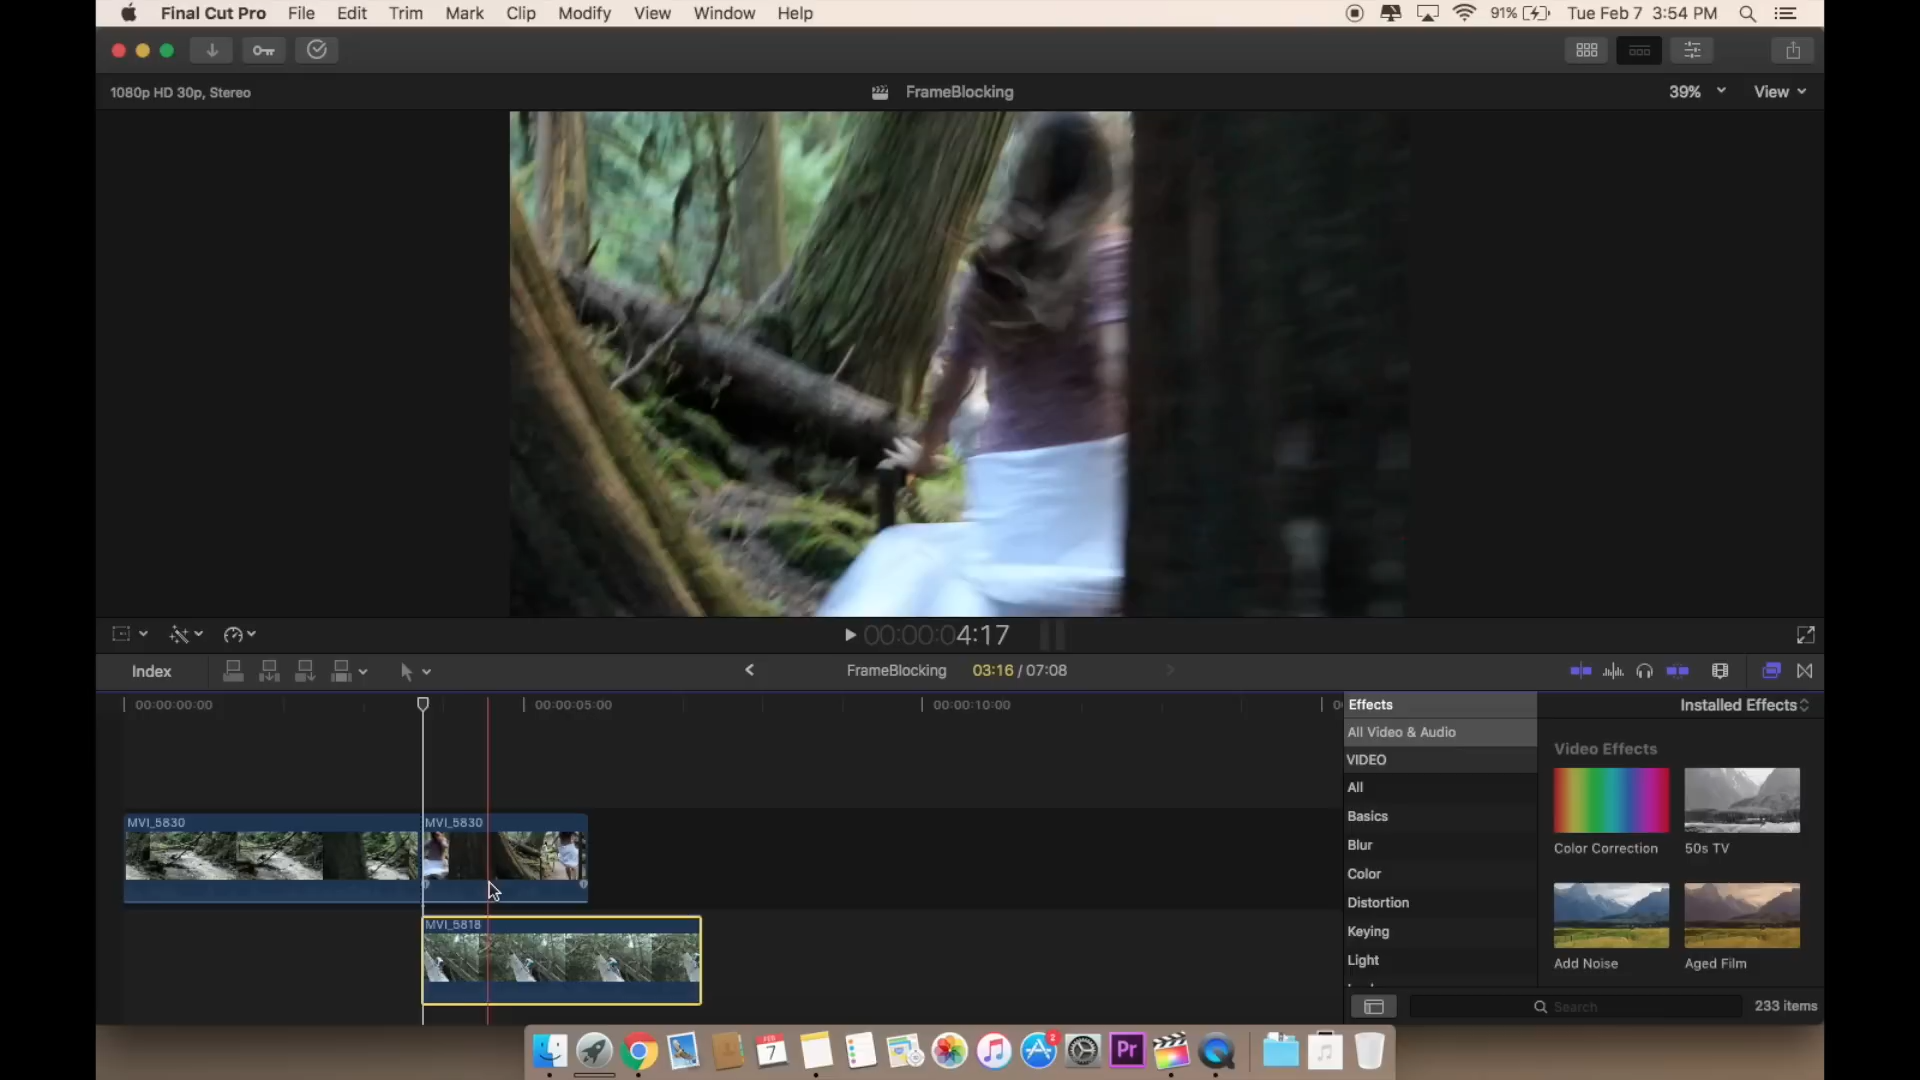 Final Cut Pro File Edit Trim Mark Clip Modify View Window Help 91% Tue Feb 7 3:54 PM
1080p HD 30p, Stereo FrameBlocking 39% View
00:00:04:17
Index FrameBlocking 03:16 / 07:08
00:00:00:00 00:00:05:00 00:00:10:00
MVI_5830 MVI_5830
MVI_5818
Effects Installed Effects
All Video & Audio
VIDEO
All
Basics
Blur
Color
Distortion
Keying
Light
Video Effects
Color Correction 50s TV
Add Noise Aged Film
Search 233 items
7
2
Pr